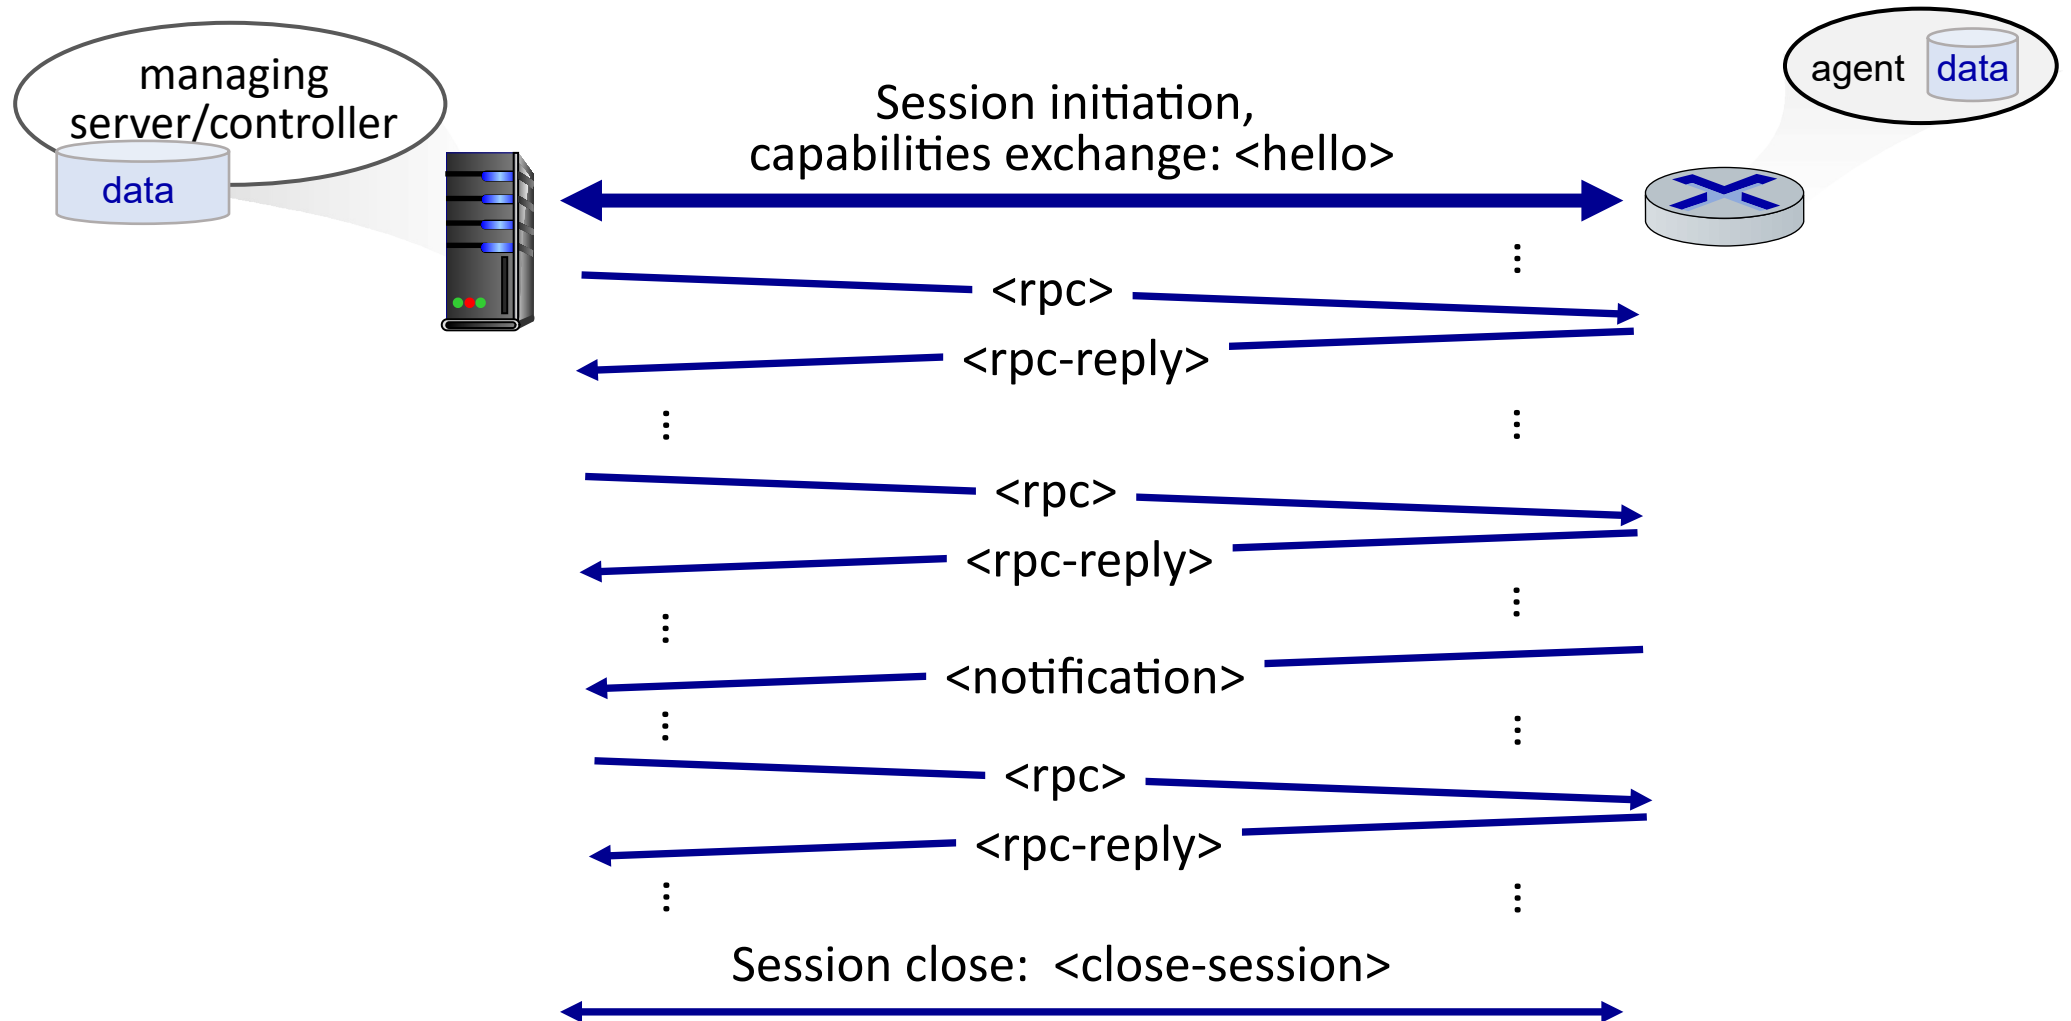 managing
server/controller
data
agent data
Session initiation,
capabilities exchange: <hello>
<rpc>
<rpc-reply>
<rpc>
<rpc-reply>
<notification>
<rpc>
<rpc-reply>
Session close: <close-session>